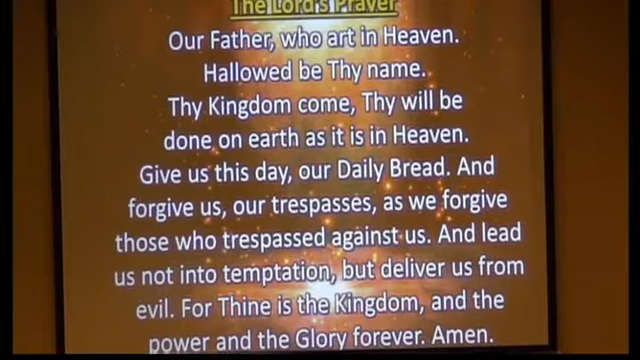 The Lord's Prayer
Our Father, who art in Heaven.
Hallowed be Thy name.
Thy Kingdom come, Thy will be
done on earth as it is in Heaven.
Give us this day, our Daily Bread. And
forgive us, our trespasses, as we forgive
those who trespassed against us. And lead
us not into temptation, but deliver us from
evil. For Thine is the Kingdom, and the
power and the Glory forever. Amen.